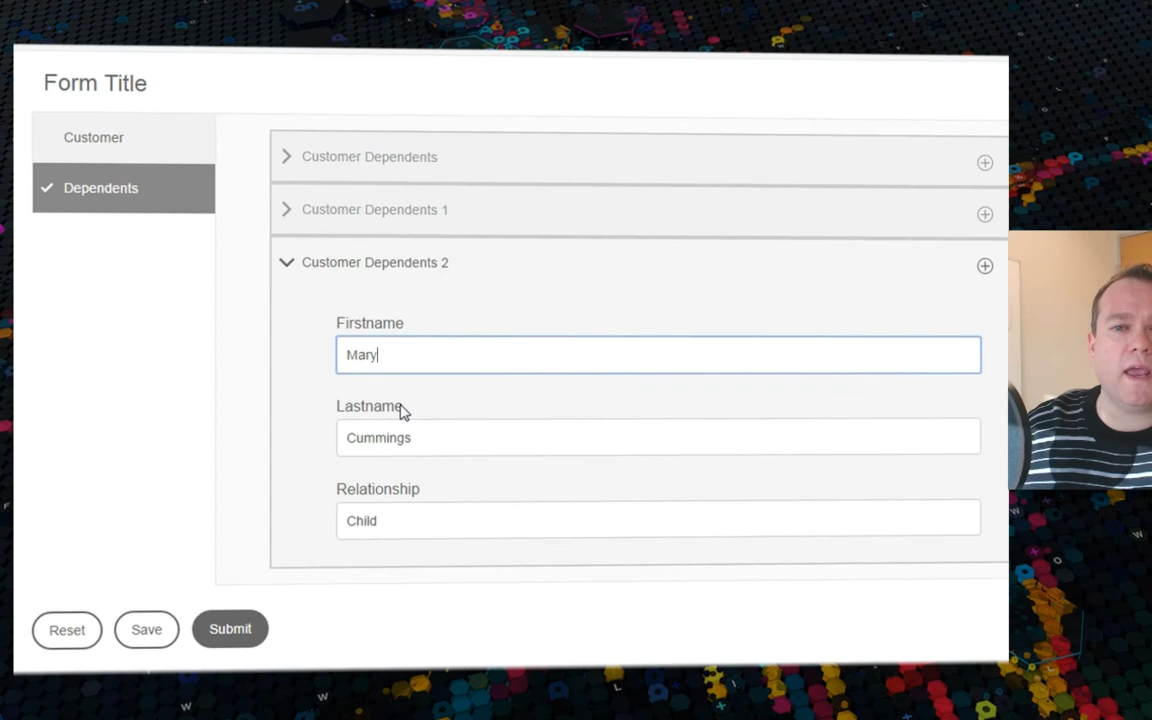 Form Title
Customer
Dependents
Customer Dependents
Customer Dependents 1
Customer Dependents 2
Firstname
Mary
Lastname
Cummings
Relationship
Child
Reset
Save
Submit